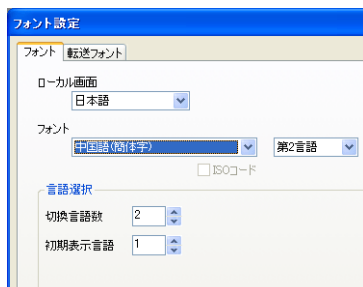 フォント設定
フォント 転送フォント
ローカル画面
日本語
フォント
中国語(簡体字) 第2言語
ISOコード
言語選択
切換言語数 2
初期表示言語 1